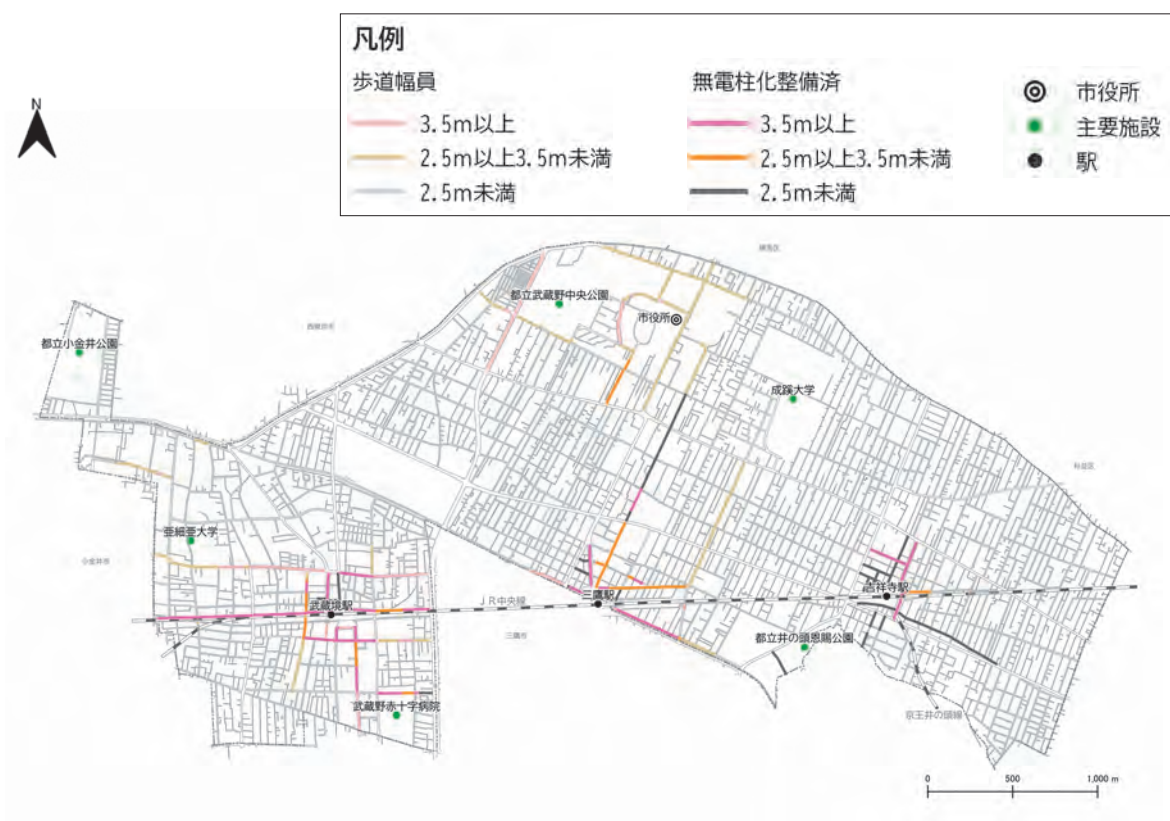 凡例
歩道幅員
3.5m以上
2.5m以上3.5m未満
2.5m未満
無電柱化整備済
3.5m以上
2.5m以上3.5m未満
2.5m未満
市役所
主要施設
駅
N
練馬区
都立武蔵野中央公園
市役所
西東京市
都立小金井公園
成蹊大学
杉並区
亜細亜大学
小金井市
吉祥寺駅
三鷹駅
JR中央線
武蔵境駅
三鷹市
都立井の頭恩賜公園
武蔵野赤十字病院
京王井の頭線
0 500 1,000 m